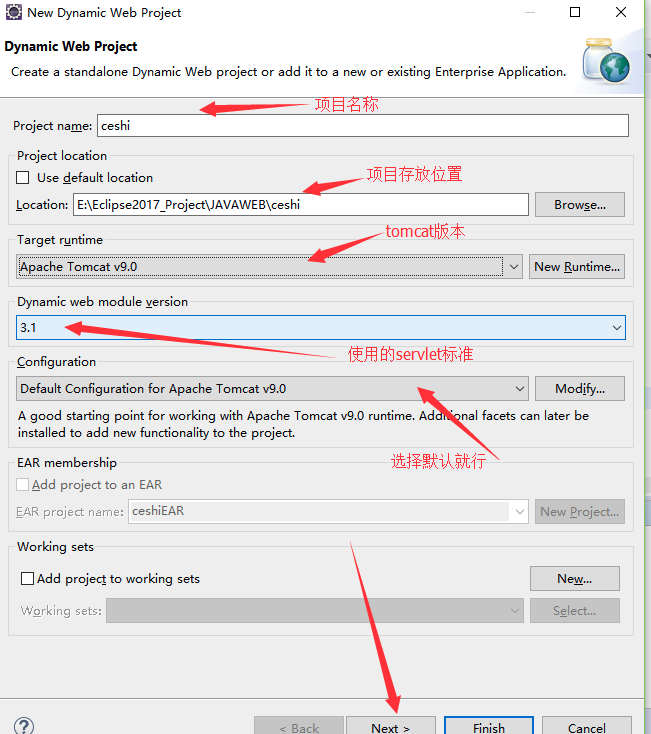 New Dynamic Web Project
Dynamic Web Project
Create a standalone Dynamic Web project or add it to a new or existing Enterprise Application.
项目名称
Project name: ceshi
Project location
Use default location
项目存放位置
Location: E:\Eclipse2017_Project\JAVAWEB\ceshi Browse...
tomcat版本
Target runtime
Apache Tomcat v9.0 New Runtime...
Dynamic web module version
3.1
使用的servlet标准
Configuration
Default Configuration for Apache Tomcat v9.0 Modify...
A good starting point for working with Apache Tomcat v9.0 runtime. Additional facets can later be
installed to add new functionality to the project.
选择默认就行
EAR membership
Add project to an EAR
EAR project name: ceshiEAR New Project...
Working sets
Add project to working sets New...
Working sets: Select...
? < Back Next > Finish Cancel